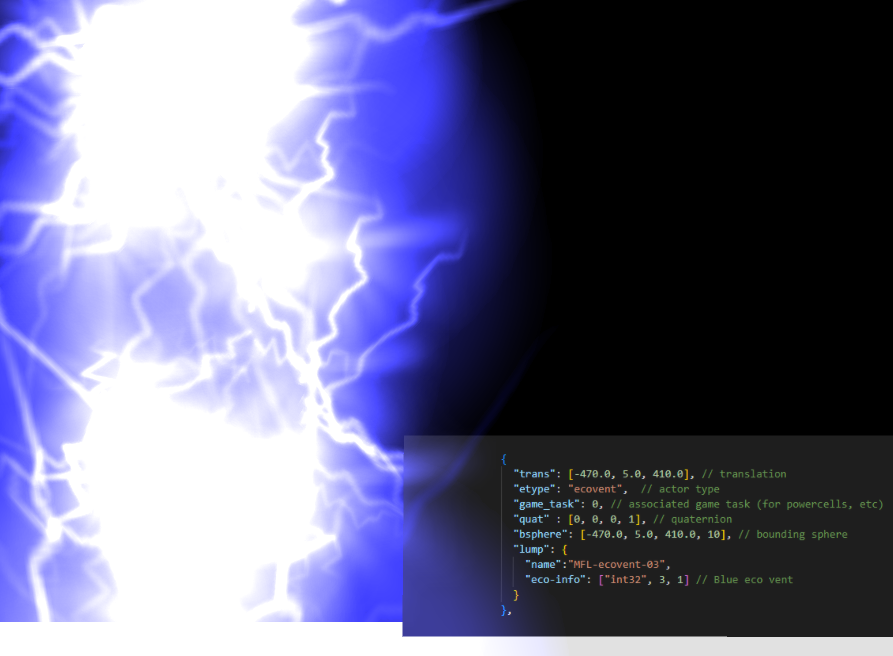 {
"trans": [-470.0, 5.0, 410.0], // translation
"etype": "ecovent",  // actor type
"game_task": 0, // associated game task (for powercells, etc)
"quat" : [0, 0, 0, 1], // quaternion
"bsphere": [-470.0, 5.0, 410.0, 10], // bounding sphere
"lump": {
"name":"MFL-ecovent-03",
"eco-info": ["int32", 3, 1] // Blue eco vent
}
},